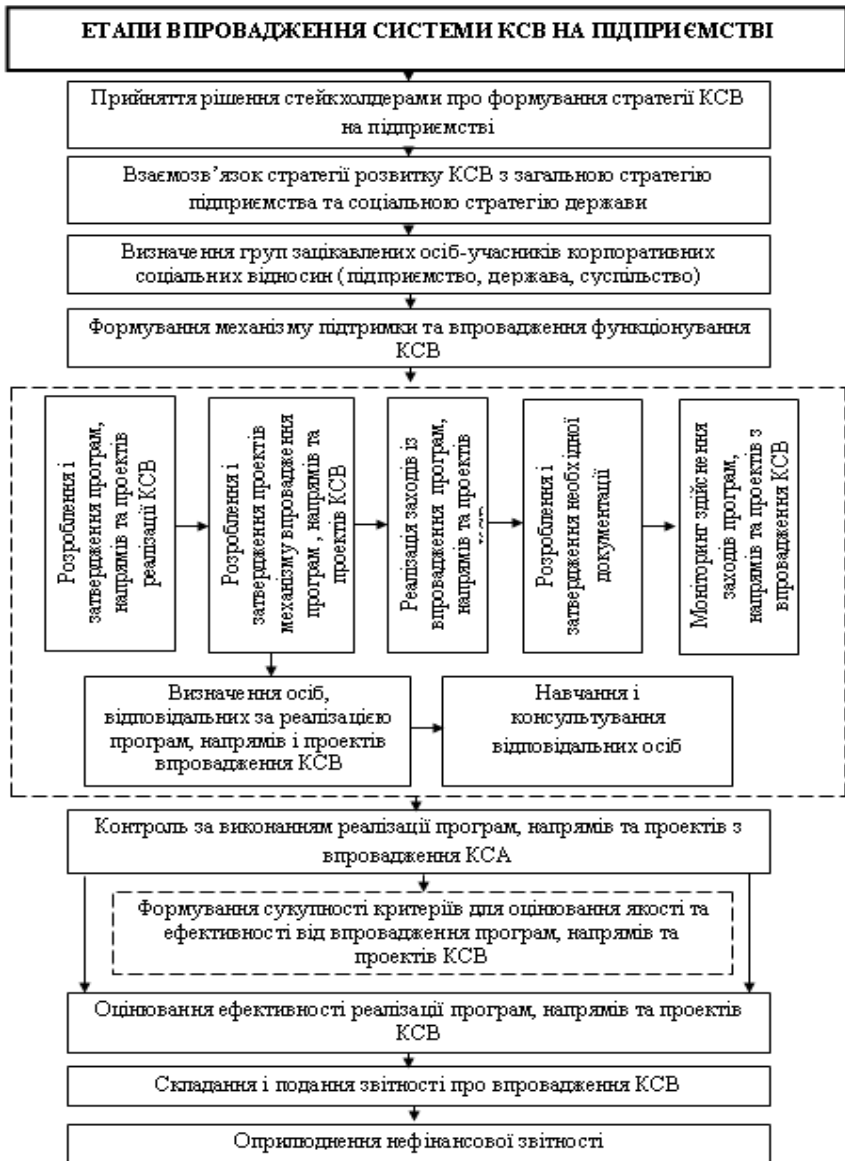 ЕТАПИ ВПРОВАДЖЕННЯ СИСТЕМИ КСВ НА ПІДПРИЄМСТВІ
Прийняття рішення стейкхолдерами про формування стратегії КСВ
на підприємстві
Взаємозв’язок стратегії розвитку КСВ з загальною стратегію
підприємства та соціальною стратегію держави
Визначення груп зацікавлених осіб-учасників корпоративних
соціальних відносин (підприємство, держава, суспільство)
Формування механізму підтримки та впровадження функціонування
КСВ
Розроблення і
затвердження програм,
напрямів та проектів
реалізації КСВ
Розроблення і
затвердження проектів
механізму впровадження
програм , напрямів та
проектів КСВ
Реалізація заходів із
впровадження програм,
напрямів та проектів
Розроблення і
затвердження необхідної
документації
Моніторинг здійснення
заходів програм,
напрямів та проектів з
впровадження КСВ
Визначення осіб,
відповідальних за реалізацією
програм, напрямів і проектів
впровадження КСВ
Навчання і
консультування
відповідальних осіб
Контроль за виконанням реалізації програм, напрямів та проектів з
впровадження КСА
Формування сукупності критеріїв для оцінювання якості та
ефективності від впровадження програм, напрямів та
проектів КСВ
Оцінювання ефективності реалізації програм, напрямів та проектів
КСВ
Складання і подання звітності про впровадження КСВ
Оприлюднення нефінансової звітності